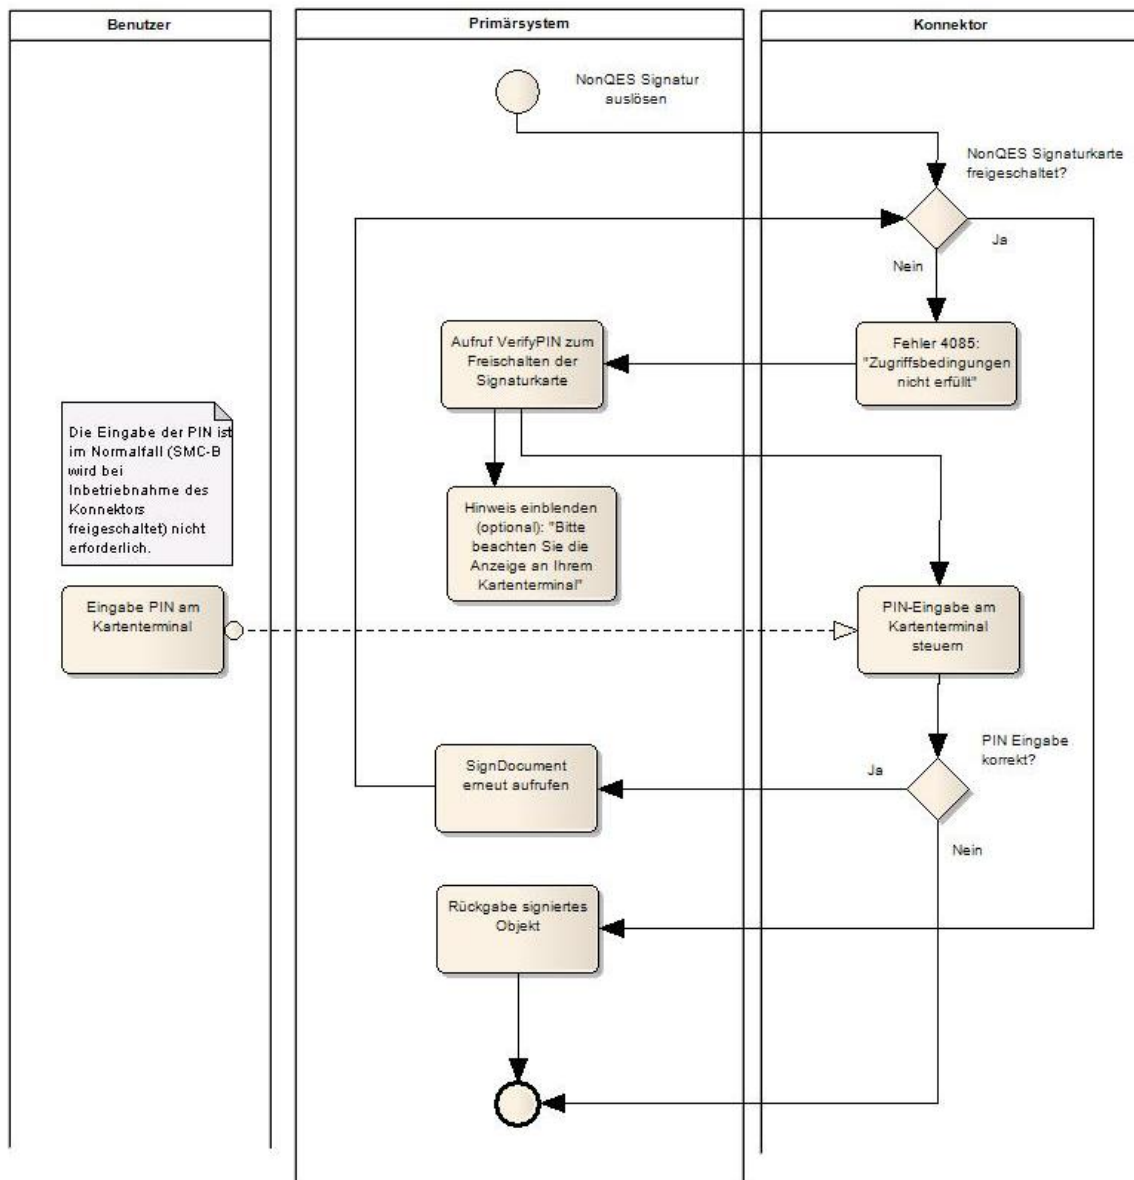 Benutzer
Primärsystem
Konnektor
NonQES Signatur
auslösen
NonQES Signaturkarte
freigeschaltet?
Ja
Nein
Aufruf VerifyPIN zum
Freischalten der
Signaturkarte
Fehler 4085:
"Zugriffsbedingungen
nicht erfüllt"
Die Eingabe der PIN ist
im Normalfall (SMC-B
wird bei
Inbetriebnahme des
Konnektors
freigeschaltet) nicht
erforderlich.
Hinweis einblenden
(optional): "Bitte
beachten Sie die
Anzeige an Ihrem
Kartenterminal"
Eingabe PIN am
Kartenterminal
PIN-Eingabe am
Kartenterminal
steuern
PIN Eingabe
korrekt?
SignDocument
erneut aufrufen
Ja
Nein
Rückgabe signiertes
Objekt